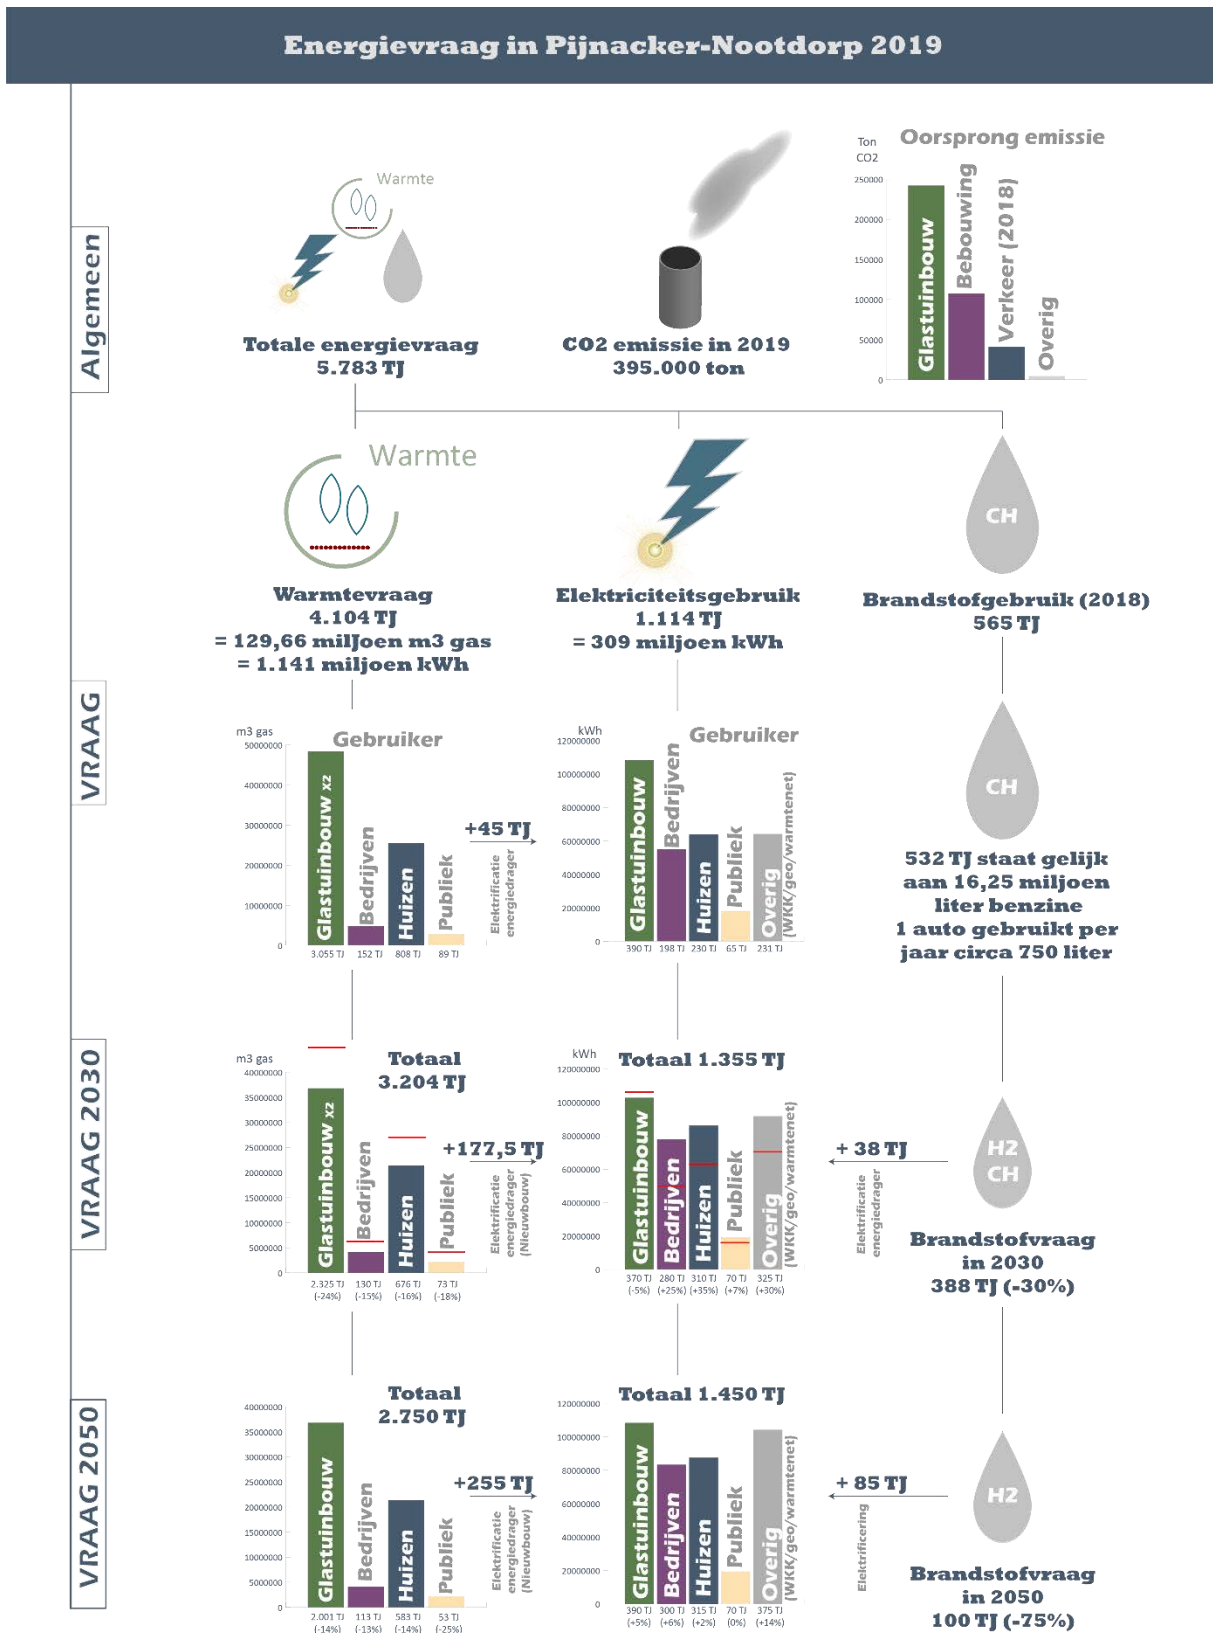 Energievraag in Pijnacker-Nootdorp 2019
Algemeen
Warmte
Totale energievraag
5.783 TJ
CO2 emissie in 2019
395.000 ton
Oorsprong emissie
Ton
CO2
250000
200000
150000
100000
50000
0
Glastuinbouw
Bebouwing
Verkeer (2018)
Overig
VRAAG
Warmte
Warmtevraag
4.104 TJ
= 129,66 milJoen m3 gas
= 1.141 miljoen kWh
Elektriciteitsgebruik
1.114 TJ
= 309 miljoen kWh
CH
Brandstofgebruik (2018)
565 TJ
m3 gas
Gebruiker
50000000
40000000
30000000
20000000
10000000
0
Glastuinbouw x2
Bedrijven
Huizen
Publiek
3.055 TJ
152 TJ
808 TJ
89 TJ
+45 TJ
Elektrificatie
energiedrager
kWh
Gebruiker
120000000
100000000
80000000
60000000
40000000
20000000
0
Glastuinbouw
Bedrijven
Huizen
Publiek
Overig
(WKK/geo/warmtenet)
390 TJ
198 TJ
230 TJ
65 TJ
231 TJ
CH
532 TJ staat gelijk
aan 16,25 miljoen
liter benzine
1 auto gebruikt per
jaar circa 750 liter
VRAAG 2030
m3 gas
Totaal
3.204 TJ
40000000
35000000
30000000
25000000
20000000
15000000
10000000
5000000
0
Glastuinbouw x2
Bedrijven
Huizen
Publiek
2.325 TJ
130 TJ
676 TJ
73 TJ
(-24%)
(-15%)
(-16%)
(-18%)
+177,5 TJ
Elektrificatie
energiedrager
(Nieuwbouw)
kWh
Totaal 1.355 TJ
120000000
100000000
80000000
60000000
40000000
20000000
0
Glastuinbouw
Bedrijven
Huizen
Publiek
Overig
(WKK/geo/warmtenet)
370 TJ
280 TJ
310 TJ
70 TJ
325 TJ
(-5%)
(+25%)
(+35%)
(+7%)
(+30%)
+ 38 TJ
Elektrificatie
energiedrager
H2
CH
Brandstofvraag
in 2030
388 TJ (-30%)
VRAAG 2050
Totaal
2.750 TJ
40000000
35000000
30000000
25000000
20000000
15000000
10000000
5000000
0
Glastuinbouw
Bedrijven
Huizen
Publiek
2.001 TJ
113 TJ
583 TJ
53 TJ
(-14%)
(-13%)
(-14%)
(-25%)
+255 TJ
Elektrificatie
energiedrager
(Nieuwbouw)
Totaal 1.450 TJ
120000000
100000000
80000000
60000000
40000000
20000000
0
Glastuinbouw
Bedrijven
Huizen
Publiek
Overig
(WKK/geo/warmtenet)
390 TJ
300 TJ
315 TJ
70 TJ
375 TJ
(+5%)
(+6%)
(+2%)
(0%)
(+14%)
+ 85 TJ
Elektrificering
H2
Brandstofvraag
in 2050
100 TJ (-75%)